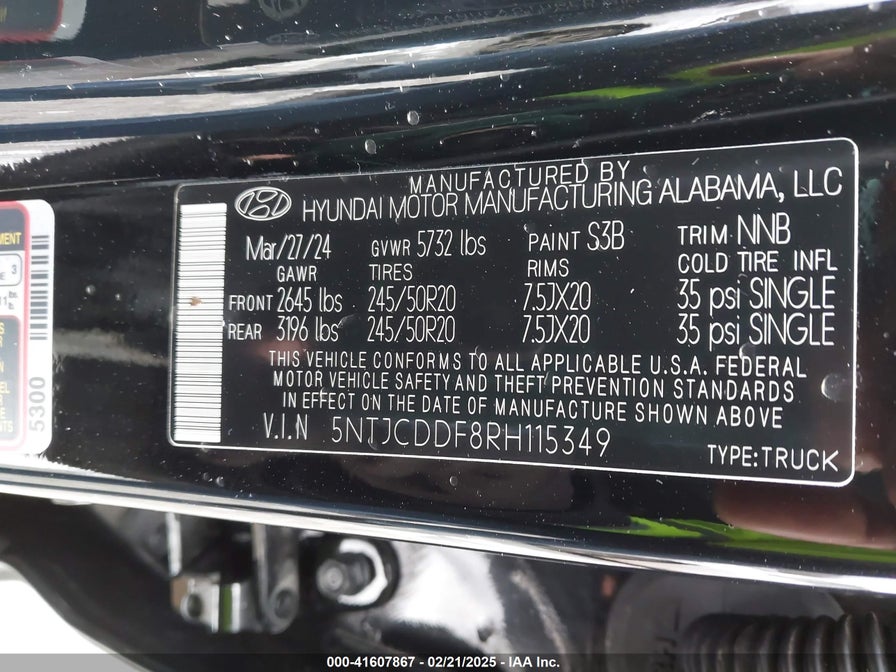 MANUFACTURED BY
HYUNDAI MOTOR MANUFACTURING ALABAMA, LLC
Mar/27/24 GVWR 5732 lbs PAINT S3B TRIM NNB
GAWR TIRES RIMS COLD TIRE INFL
FRONT 2645 lbs 245/50R20 7.5JX20 35 psi SINGLE
REAR 3196 lbs 245/50R20 7.5JX20 35 psi SINGLE
THIS VEHICLE CONFORMS TO ALL APPLICABLE U.S.A. FEDERAL
MOTOR VEHICLE SAFETY AND THEFT PREVENTION STANDARDS
IN EFFECT ON THE DATE OF MANUFACTURE SHOWN ABOVE
V.I.N 5NTJCDDF8RH115349
TYPE:TRUCK
3
5300
000-41607867 - 02/21/2025 - IAA Inc.